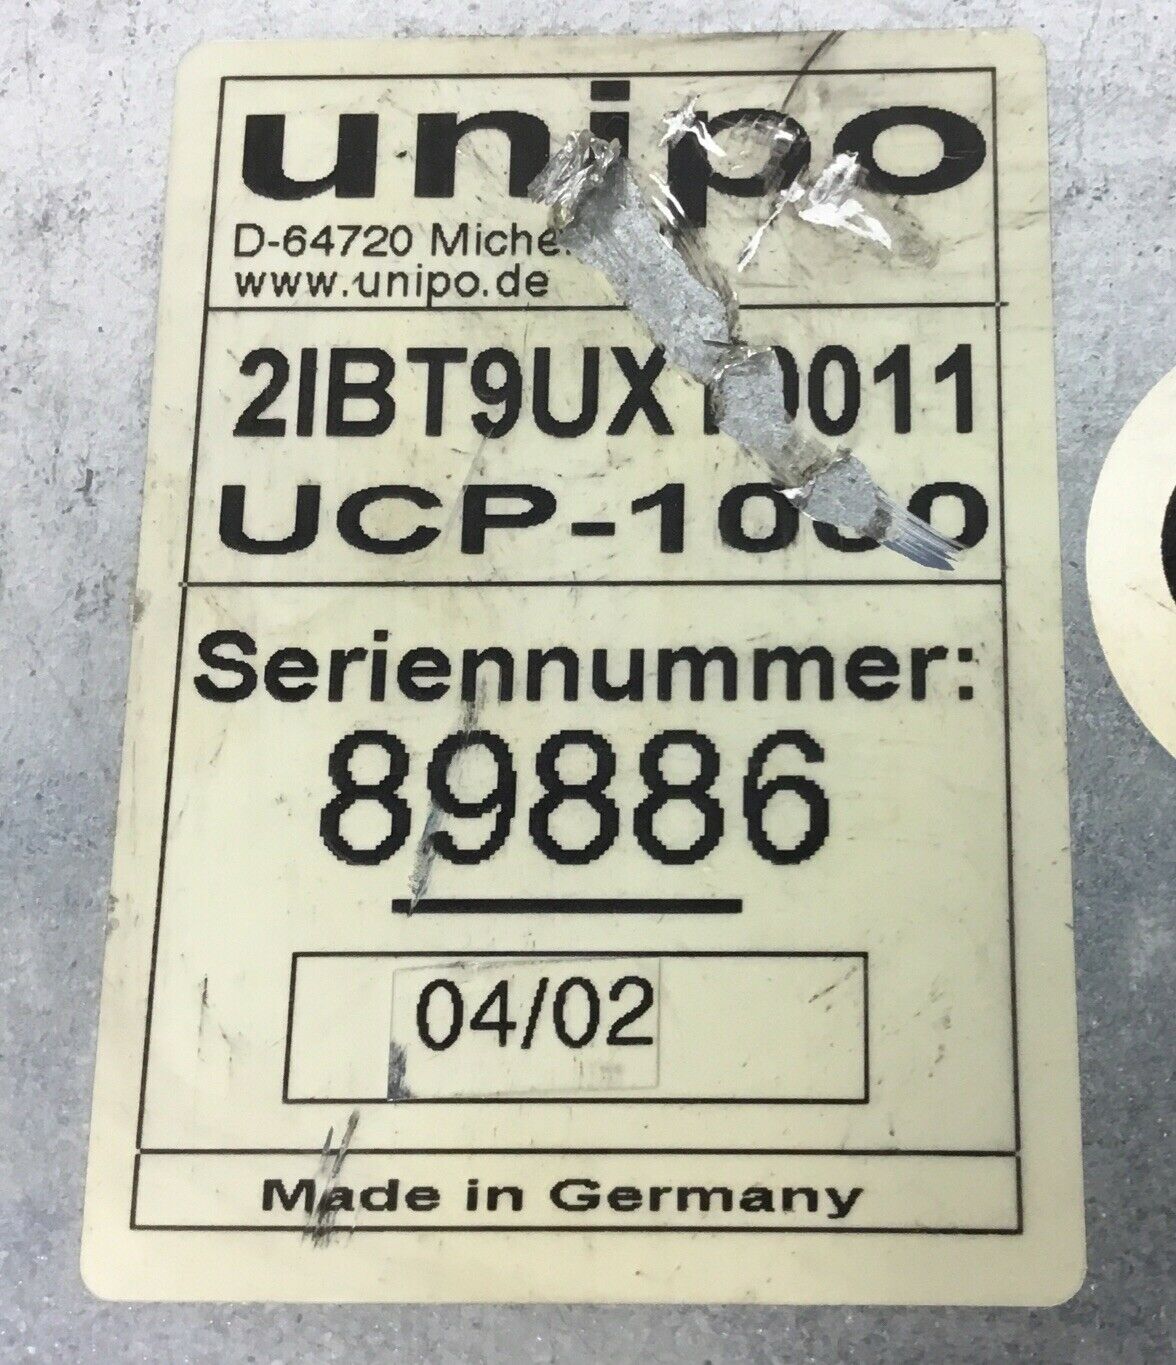 unipo
D-64720
www.unipo.de
Seriennummer:
89886
04/02
Made in Germany